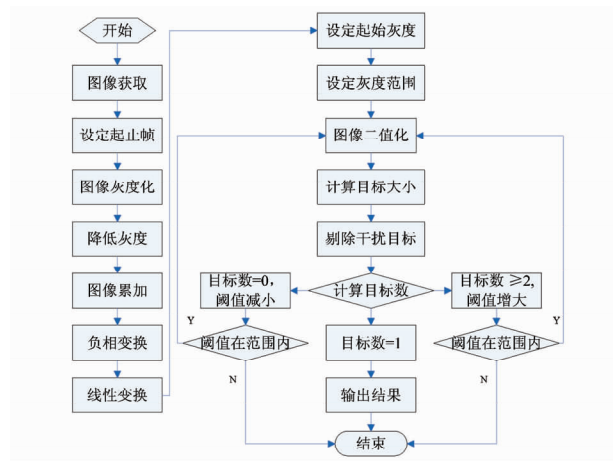 开始
图像获取
设定起止帧
图像灰度化
降低灰度
图像累加
负相变换
线性变换
设定起始灰度
设定灰度范围
图像二值化
计算目标大小
剔除干扰目标
计算目标数
目标数=0，
阈值减小
Y
阈值在范围内
N
目标数=1
输出结果
目标数 ≥2,
阈值增大
Y
阈值在范围内
N
结束